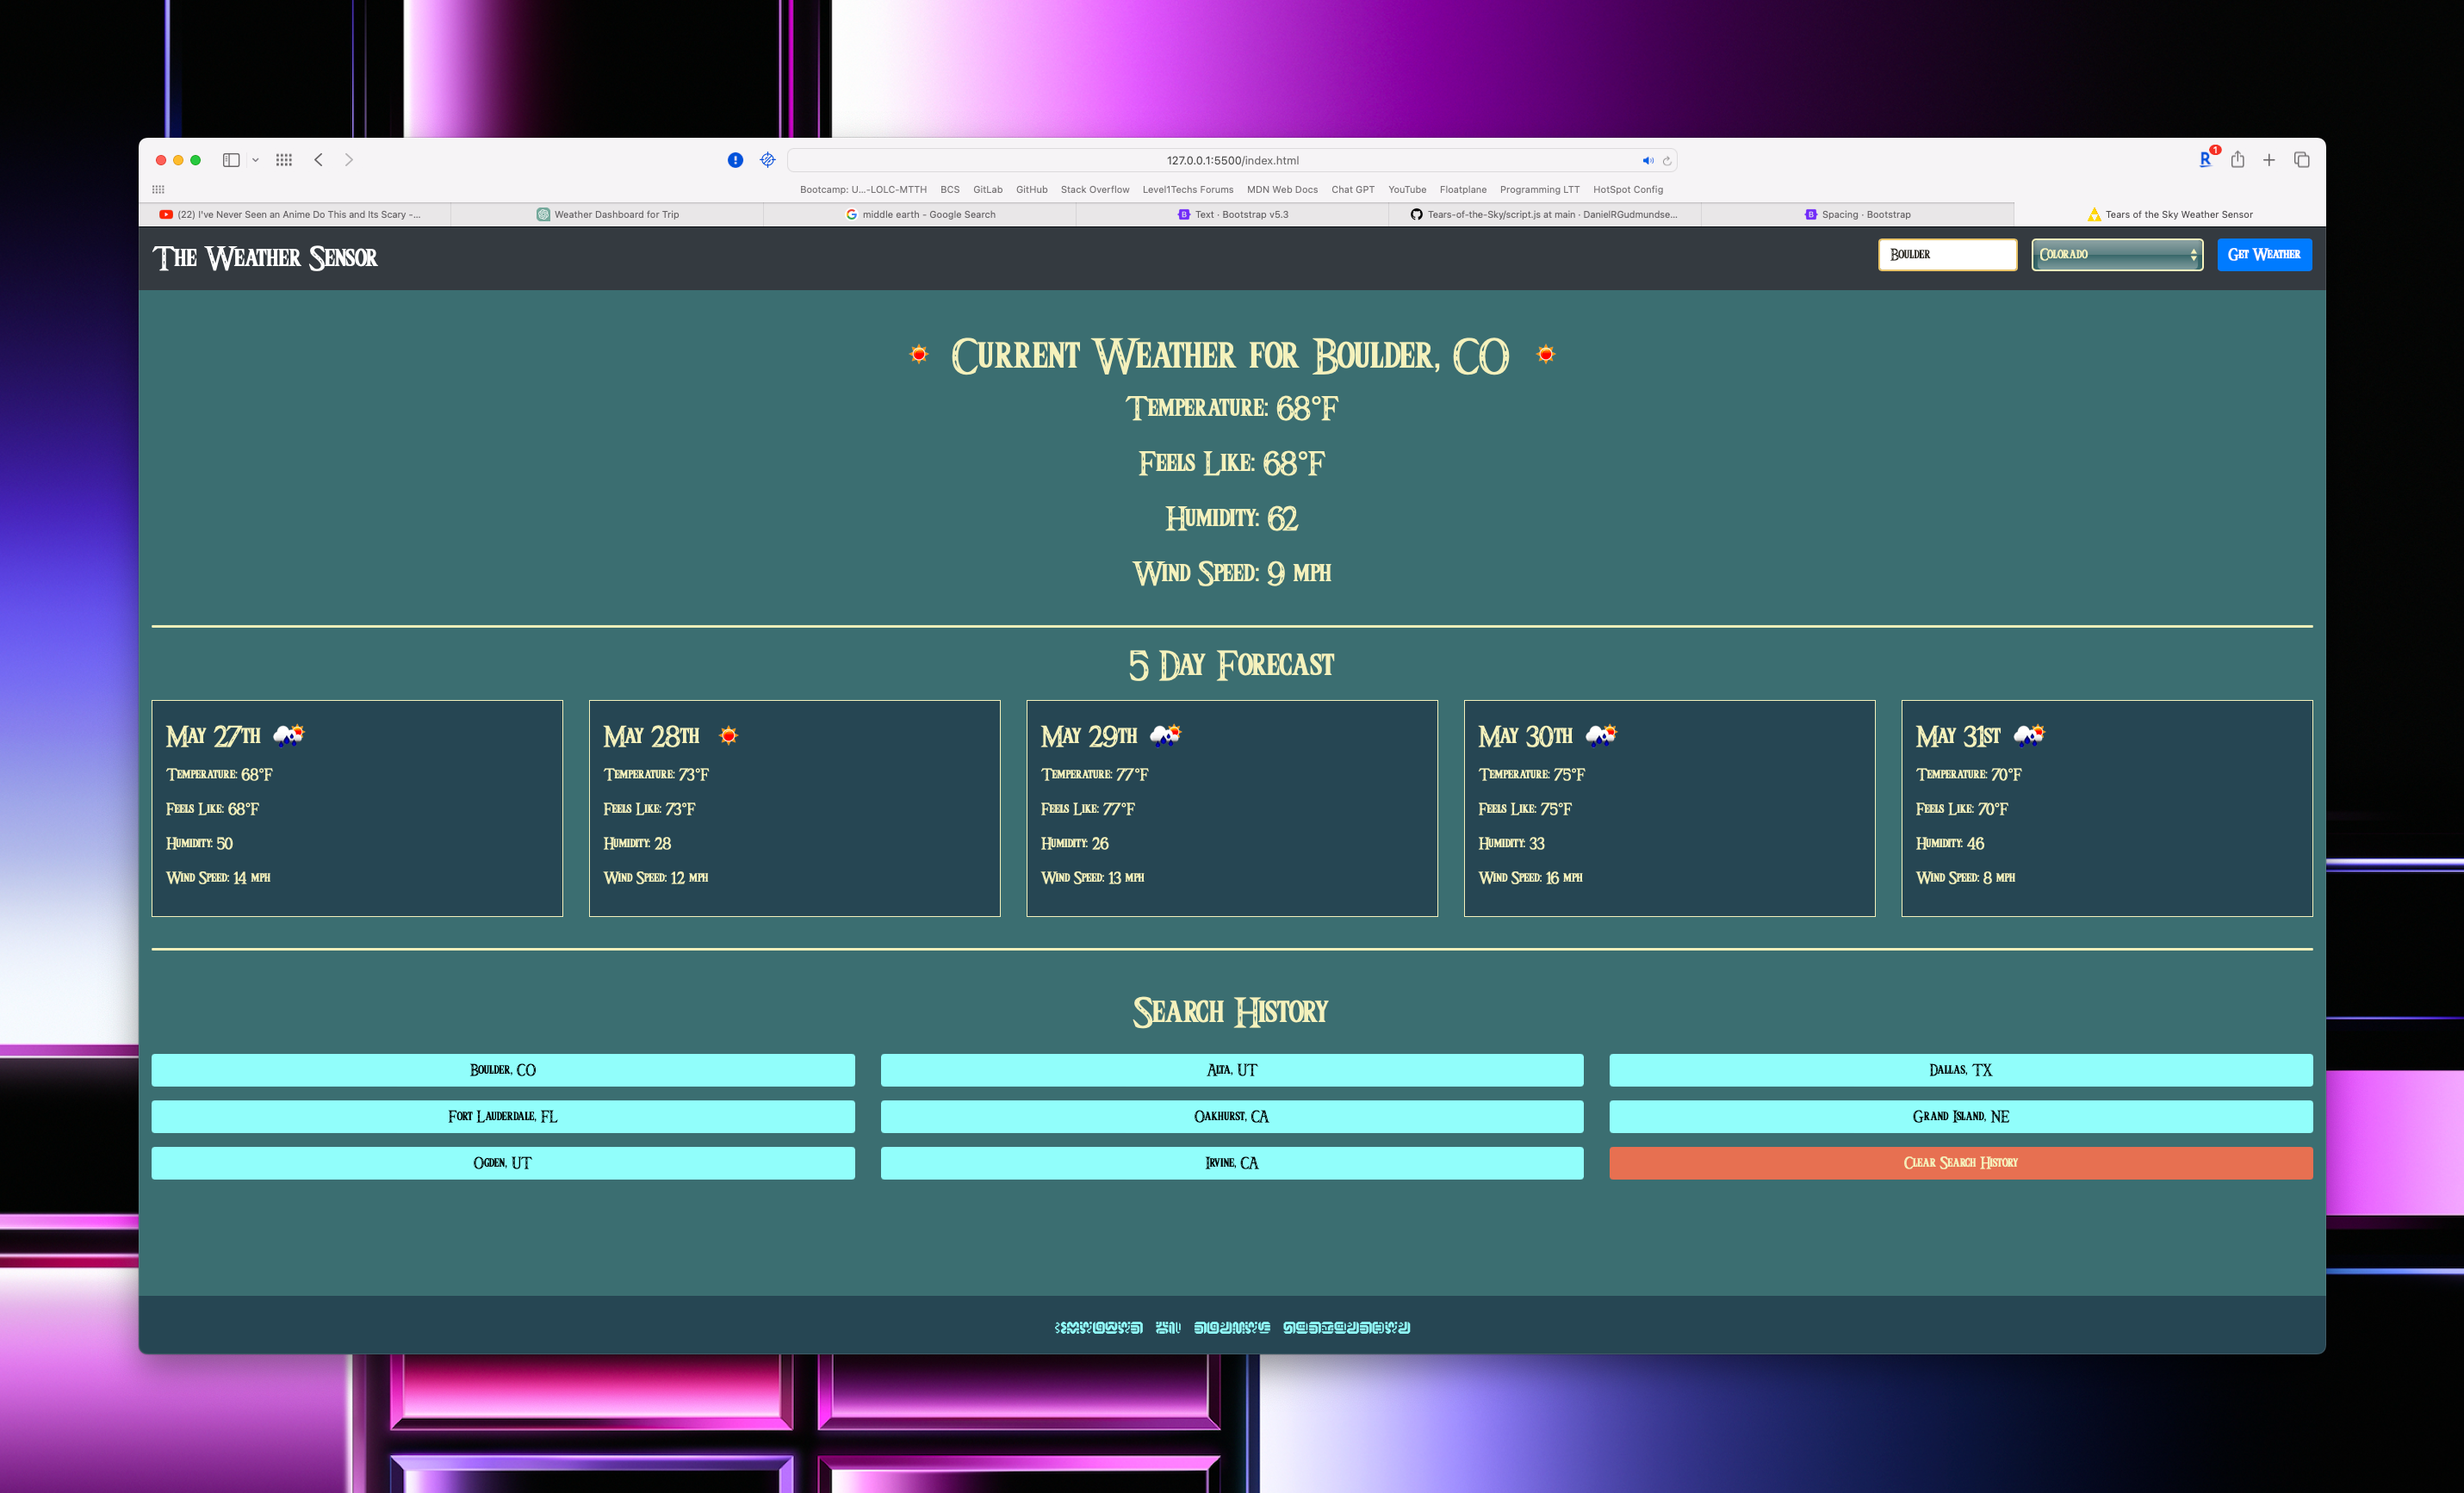 127.0.0.1:5500/index.html
1
Bootcamp: U...-LOLC-MTTH BCS GitLab GitHub Stack Overflow Level1Techs Forums MDN Web Docs Chat GPT YouTube Floatplane Programming LTT HotSpot Config
(22) I've Never Seen an Anime Do This and Its Scary -... Weather Dashboard for Trip middle earth - Google Search Text · Bootstrap v5.3 Tears-of-the-Sky/script.js at main · DanielRGudmundse... Spacing · Bootstrap Tears of the Sky Weather Sensor
The Weather Sensor Boulder Colorado Get Weather
Current Weather for Boulder, CO
Temperature: 68°F
Feels Like: 68°F
Humidity: 62
Wind Speed: 9 mph
5 Day Forecast
May 27th May 28th May 29th May 30th May 31st
Temperature: 68°F Temperature: 73°F Temperature: 77°F Temperature: 75°F Temperature: 70°F
Feels Like: 68°F Feels Like: 73°F Feels Like: 77°F Feels Like: 75°F Feels Like: 70°F
Humidity: 50 Humidity: 28 Humidity: 26 Humidity: 33 Humidity: 46
Wind Speed: 14 mph Wind Speed: 12 mph Wind Speed: 13 mph Wind Speed: 16 mph Wind Speed: 8 mph
Search History
Boulder, CO Alta, UT Dallas, TX
Fort Lauderdale, FL Oakhurst, CA Grand Island, NE
Ogden, UT Irvine, CA Clear Search History